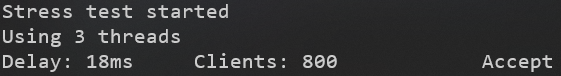 Stress test started
Using 3 threads
Delay: 18ms     Clients: 800            Accept